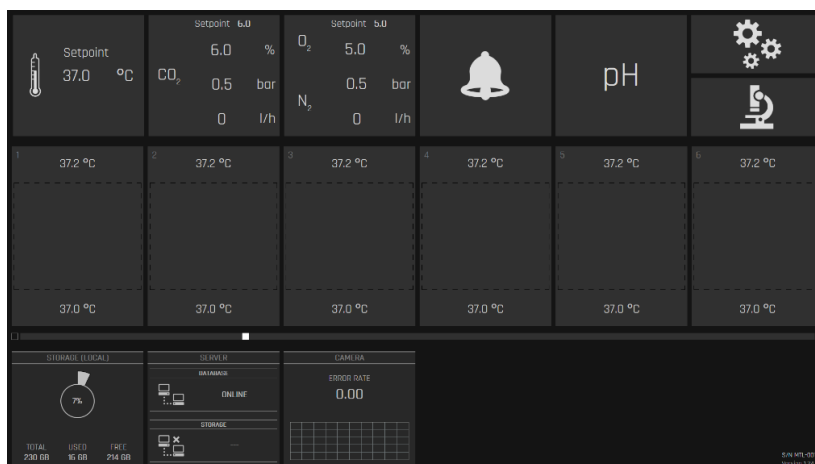 Setpoint
37.0 °C
Setpoint 6.0
6.0 %
CO₂
0.5 bar
0 l/h
Setpoint 5.0
O₂
5.0 %
0.5 bar
N₂
0 l/h
pH
1
37.2 °C
37.0 °C
2
37.2 °C
37.0 °C
3
37.2 °C
37.0 °C
4
37.2 °C
37.0 °C
5
37.2 °C
37.0 °C
6
37.2 °C
37.0 °C
STORAGE (LOCAL)
7%
TOTAL USED FREE
230 GB 16 GB 214 GB
SERVER
DATABASE
ONLINE
STORAGE
---
CAMERA
ERROR RATE
0.00
S/N MTL-00
Version